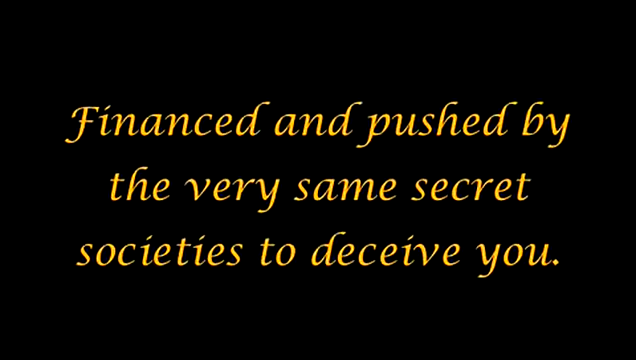 Financed and pushed by
the very same secret
societies to deceive you.